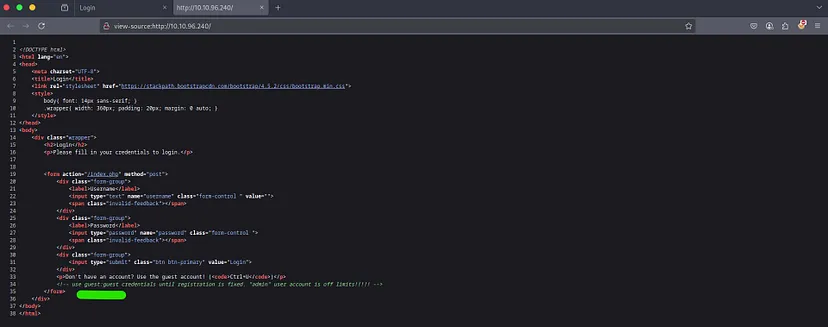 Login
http://10.10.96.240/
view-source:http://10.10.96.240/
1
2 <!DOCTYPE html>
3 <html lang="en">
4 <head>
5 <meta charset="UTF-8">
6 <title>Login</title>
7 <link rel="stylesheet" href="https://stackpath.bootstrapcdn.com/bootstrap/4.5.2/css/bootstrap.min.css">
8 <style>
9 body{ font: 14px sans-serif; }
10 .wrapper{ width: 360px; padding: 20px; margin: 0 auto; }
11 </style>
12 </head>
13 <body>
14 <div class="wrapper">
15 <h2>Login</h2>
16 <p>Please fill in your credentials to login.</p>
17
18
19 <form action="/index.php" method="post">
20 <div class="form-group">
21 <label>Username</label>
22 <input type="text" name="username" class="form-control " value="">
23 <span class="invalid-feedback"></span>
24 </div>
25 <div class="form-group">
26 <label>Password</label>
27 <input type="password" name="password" class="form-control ">
28 <span class="invalid-feedback"></span>
29 </div>
30 <div class="form-group">
31 <input type="submit" class="btn btn-primary" value="Login">
32 </div>
33 <p>Don't have an account? Use the guest account! (<code>Ctrl+U</code>)</p>
34 <!-- use guest:guest credentials until registration is fixed. "admin" user account is off limits!!!!! -->
35 </form>
36 </div>
37 </body>
38 </html>